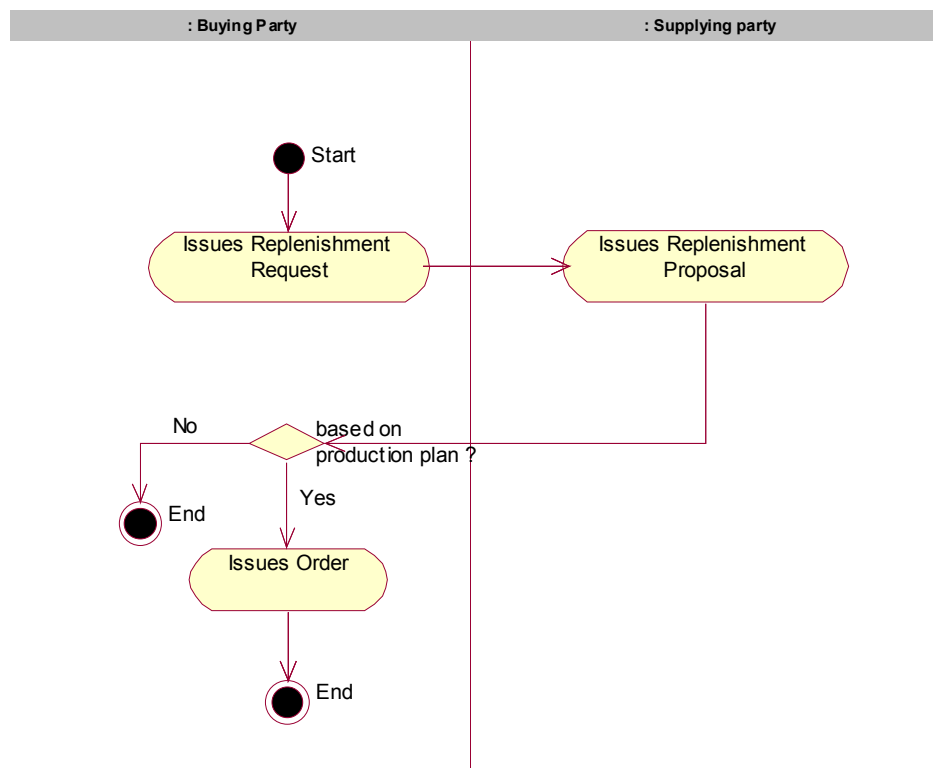 : Buying Party
: Supplying party
Start
Issues Replenishment
Request
Issues Replenishment
Proposal
No
based on
production plan ?
Yes
End
Issues Order
End